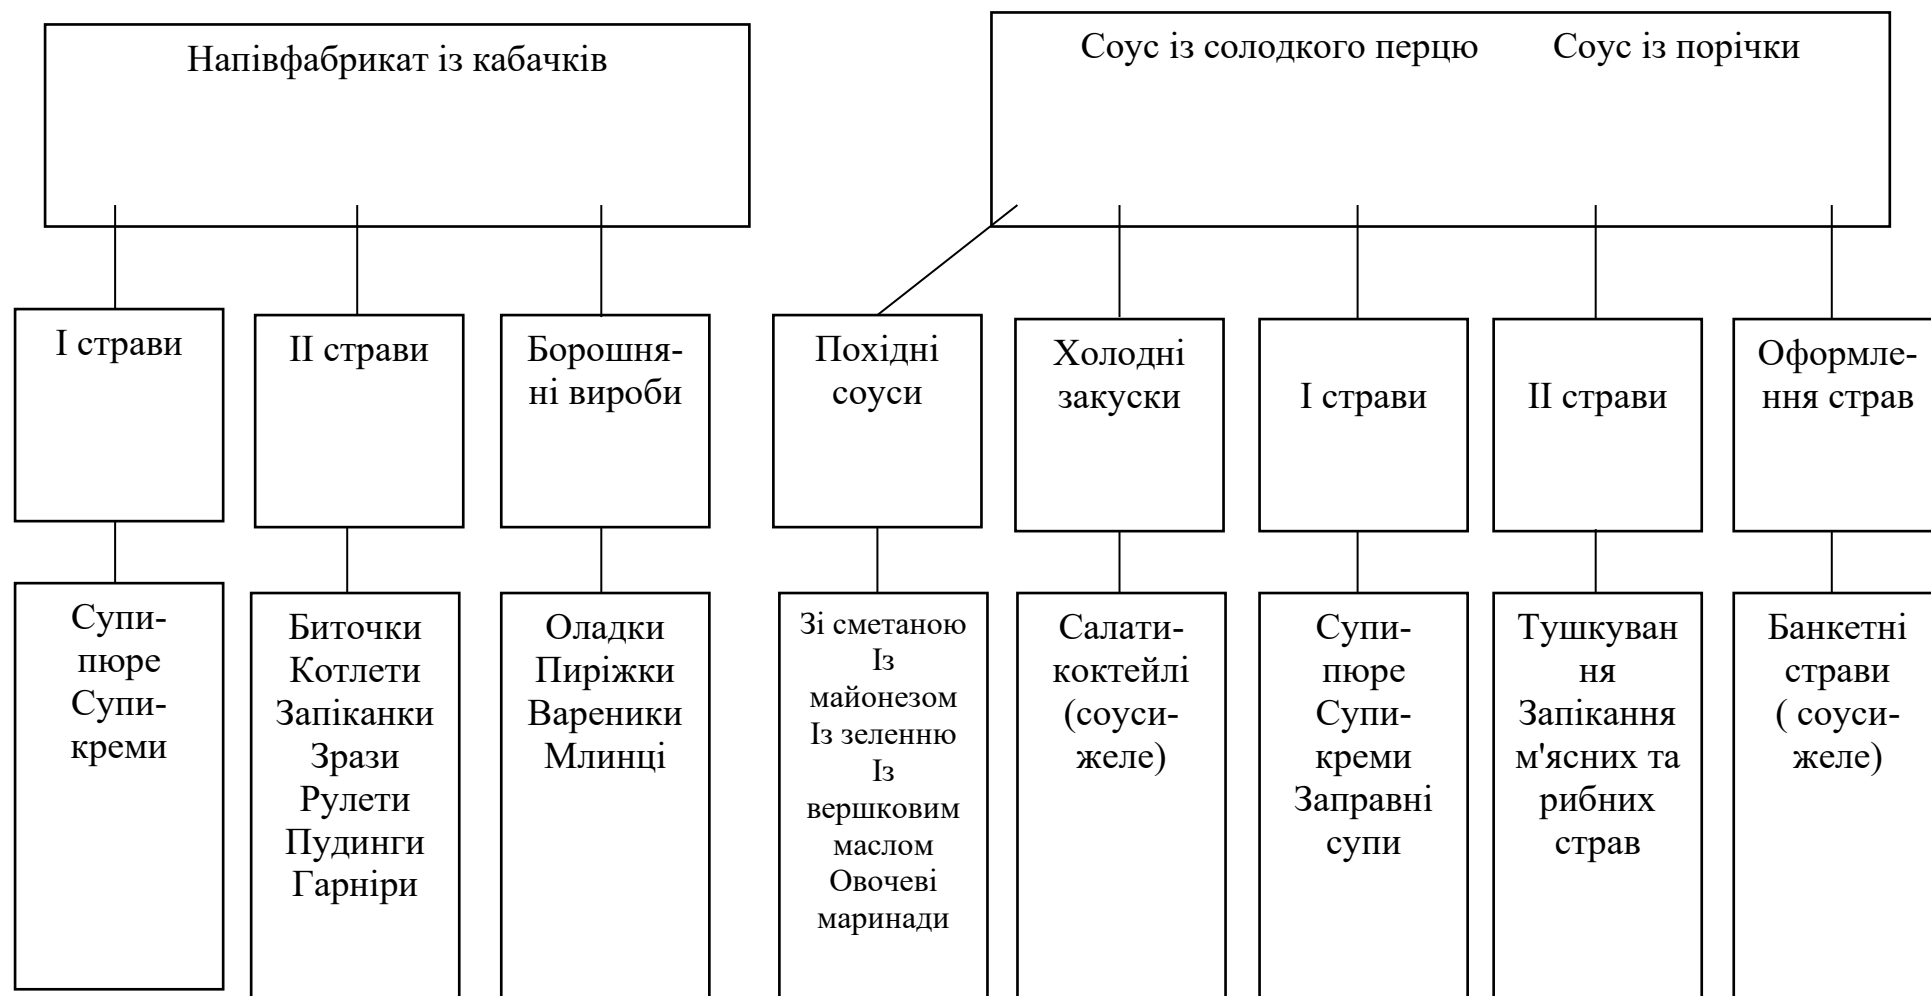 Напівфабрикат із кабачків
Соус із солодкого перцю Соус із порічки
І страви
ІІ страви
Борошня-
ні вироби
Похідні
соуси
Холодні
закуски
І страви
ІІ страви
Оформле-
ння страв
Супи-
пюре
Супи-
креми
Биточки
Котлети
Запіканки
Зрази
Рулети
Пудинги
Гарніри
Оладки
Пиріжки
Вареники
Млинці
Зі сметаною
Із
майонезом
Із зеленню
Із
вершковим
маслом
Овочеві
маринади
Салати-
коктейлі
(соуси-
желе)
Супи-
пюре
Супи-
креми
Заправні
супи
Тушкуван
ня
Запікання
м'ясних та
рибних
страв
Банкетні
страви
( соуси-
желе)